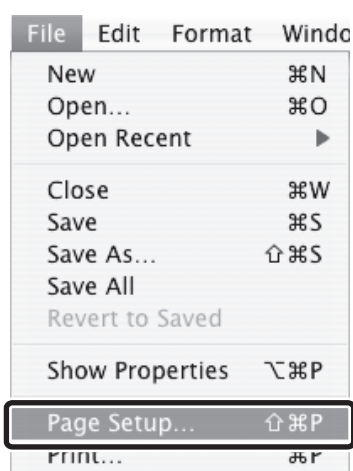 File Edit Format Windo
New ⌘N
Open... ⌘O
Open Recent ▶
Close ⌘W
Save ⌘S
Save As... ⇧⌘S
Save All
Revert to Saved
Show Properties ⌥⌘P
Page Setup... ⇧⌘P
Print... ⌘P